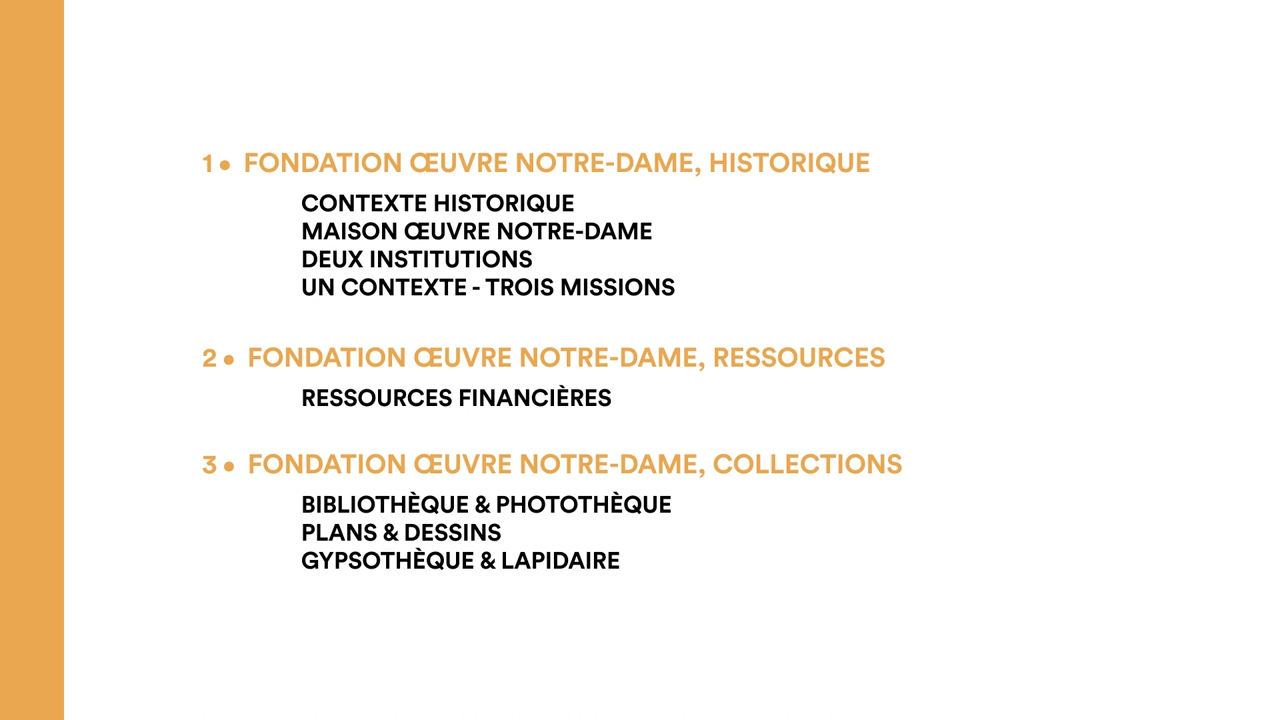 1 • FONDATION ŒUVRE NOTRE-DAME, HISTORIQUE
CONTEXTE HISTORIQUE
MAISON ŒUVRE NOTRE-DAME
DEUX INSTITUTIONS
UN CONTEXTE - TROIS MISSIONS
2 • FONDATION ŒUVRE NOTRE-DAME, RESSOURCES
RESSOURCES FINANCIÈRES
3 • FONDATION ŒUVRE NOTRE-DAME, COLLECTIONS
BIBLIOTHÈQUE & PHOTOTHÈQUE
PLANS & DESSINS
GYPSOTHÈQUE & LAPIDAIRE